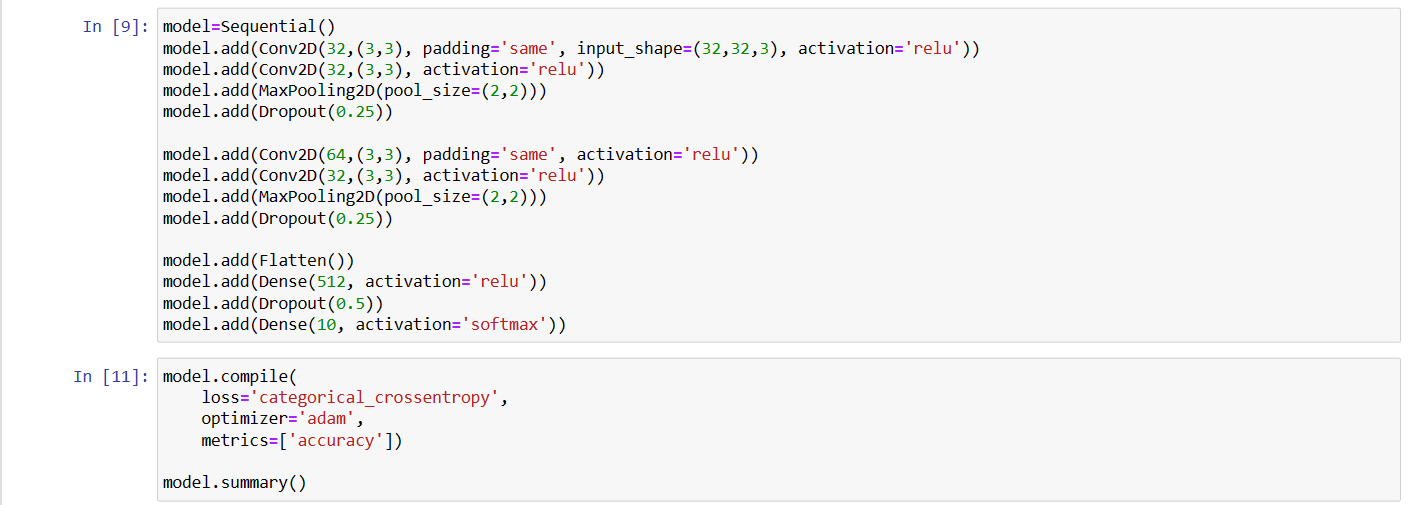 In [9]: model=Sequential()
model.add(Conv2D(32,(3,3), padding='same', input_shape=(32,32,3), activation='relu'))
model.add(Conv2D(32,(3,3), activation='relu'))
model.add(MaxPooling2D(pool_size=(2,2)))
model.add(Dropout(0.25))

model.add(Conv2D(64,(3,3), padding='same', activation='relu'))
model.add(Conv2D(32,(3,3), activation='relu'))
model.add(MaxPooling2D(pool_size=(2,2)))
model.add(Dropout(0.25))

model.add(Flatten())
model.add(Dense(512, activation='relu'))
model.add(Dropout(0.5))
model.add(Dense(10, activation='softmax'))

In [11]: model.compile(
    loss='categorical_crossentropy',
    optimizer='adam',
    metrics=['accuracy'])

model.summary()